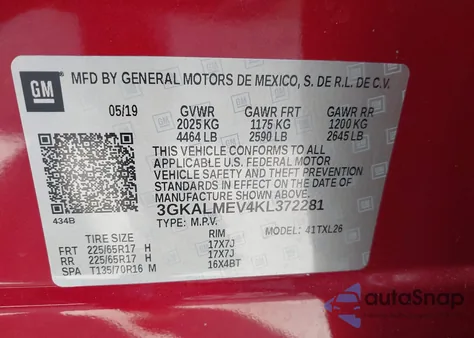 GM
MFD BY GENERAL MOTORS DE MEXICO, S. DE R.L. DE C.V.
05/19 GVWR GAWR FRT GAWR RR
2025 KG 1175 KG 1200 KG
4464 LB 2590 LB 2645 LB
THIS VEHICLE CONFORMS TO ALL
APPLICABLE U.S. FEDERAL MOTOR
VEHICLE SAFETY AND THEFT
PREVENTION STANDARDS IN EFFECT ON THE DATE OF
MANUFACTURE SHOWN ABOVE.
3GKALMEV4KL372281
434B TYPE: M.P.V. MODEL: 41TXL26
TIRE SIZE RIM
FRT 225/65R17 H 17X7J
RR 225/65R17 H 17X7J
SPA T135/70R16 M 16X4BT
GM
autoSnap